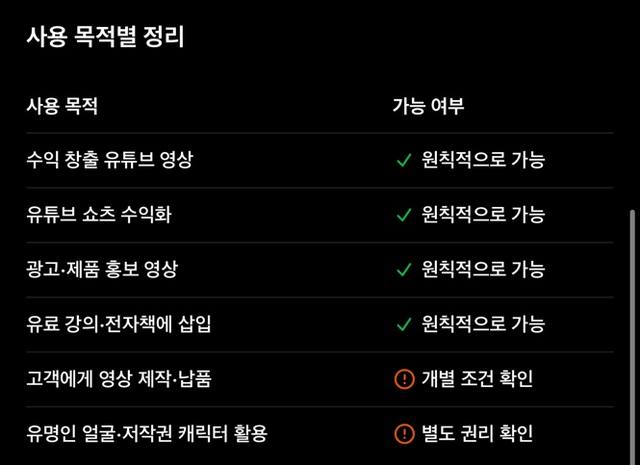 사용 목적별 정리
사용 목적 가능 여부
수익 창출 유튜브 영상 ✓ 원칙적으로 가능
유튜브 쇼츠 수익화 ✓ 원칙적으로 가능
광고·제품 홍보 영상 ✓ 원칙적으로 가능
유료 강의·전자책에 삽입 ✓ 원칙적으로 가능
고객에게 영상 제작·납품 개별 조건 확인
유명인 얼굴·저작권 캐릭터 활용 별도 권리 확인